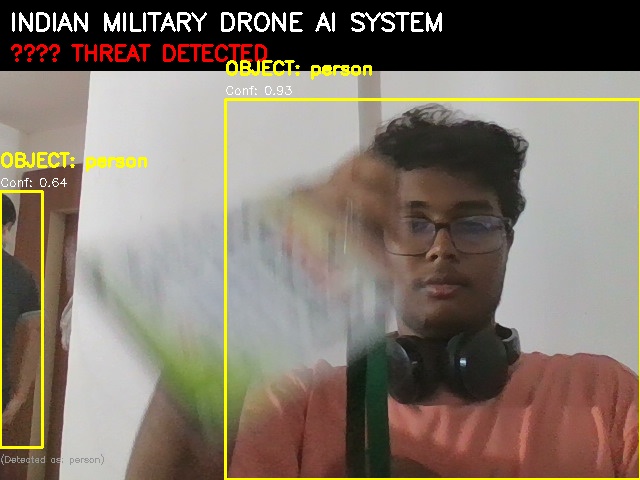 INDIAN MILITARY DRONE AI SYSTEM
???? THREAT DETECTED
OBJECT: person
Conf: 0.93
OBJECT: person
Conf: 0.64
(Detected as: person)